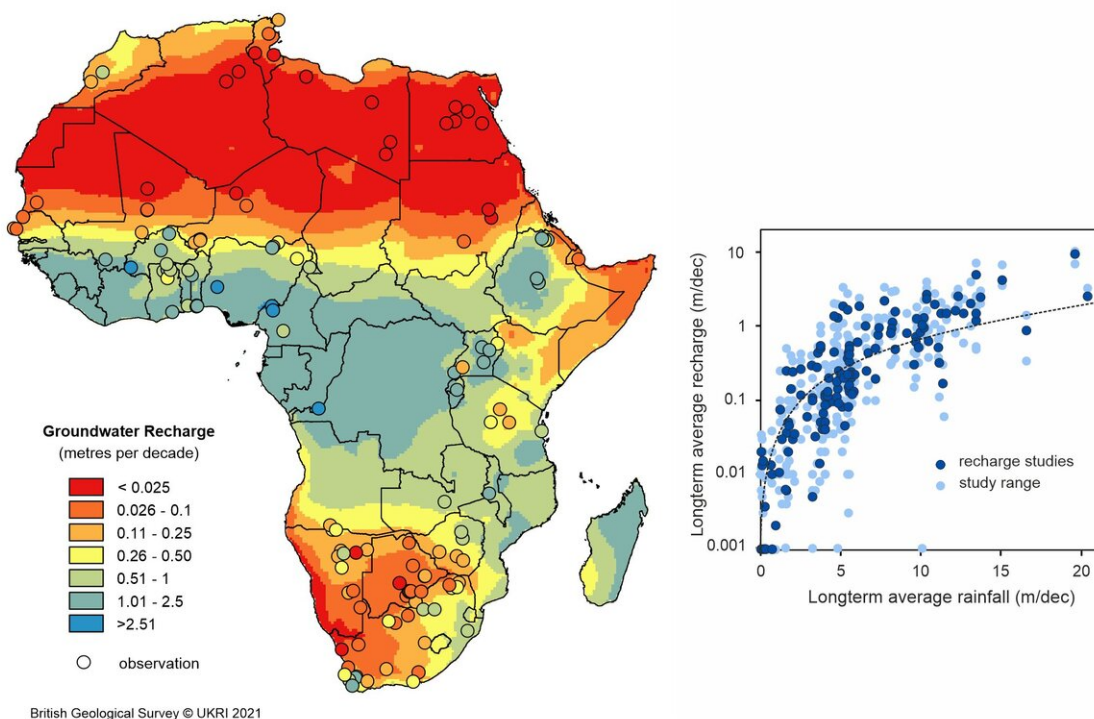 Groundwater Recharge
(metres per decade)
< 0.025
0.026 - 0.1
0.11 - 0.25
0.26 - 0.50
0.51 - 1
1.01 - 2.5
>2.51
observation
British Geological Survey © UKRI 2021
Longterm average recharge (m/dec)
10
1
0.1
0.01
0.001
recharge studies
study range
0
5
10
15
20
Longterm average rainfall (m/dec)